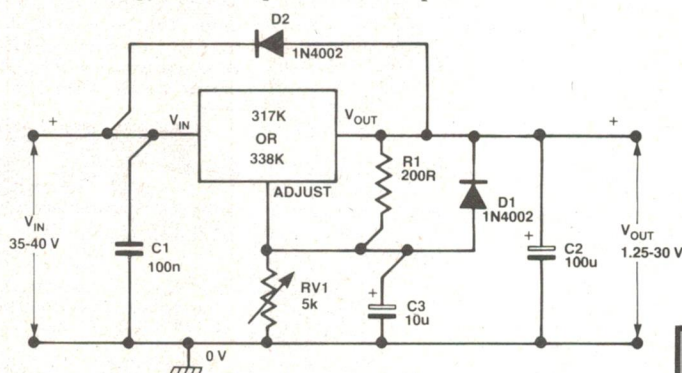 D2
1N4002
+
V_IN
317K
OR
338K
V_OUT
+
ADJUST
R1
200R
D1
1N4002
V_IN
35-40 V
C1
100n
RV1
5k
+
C3
10u
+
C2
100u
V_OUT
1.25-30 V
0 V